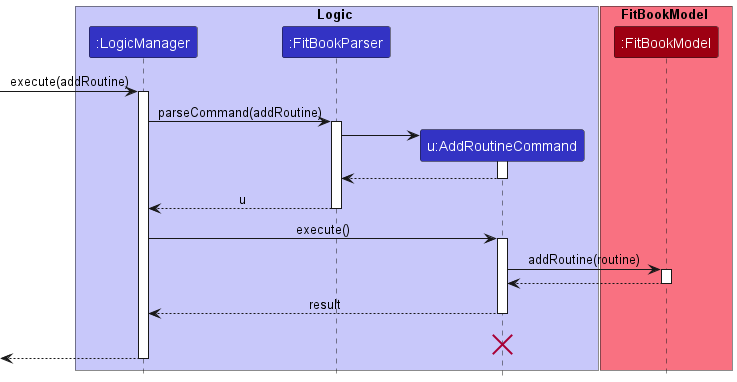 Logic
FitBookModel
:LogicManager
:FitBookParser
:FitBookModel
execute(addRoutine)
parseCommand(addRoutine)
u:AddRoutineCommand
u
execute()
addRoutine(routine)
result